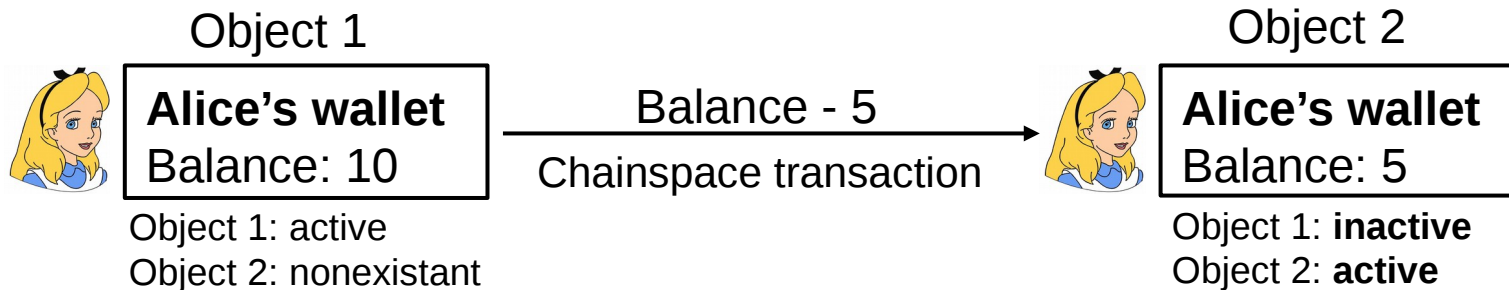 Object 1
Alice’s wallet
Balance: 10
Object 1: active
Object 2: nonexistant
Balance - 5
Chainspace transaction
Object 2
Alice’s wallet
Balance: 5
Object 1: inactive
Object 2: active